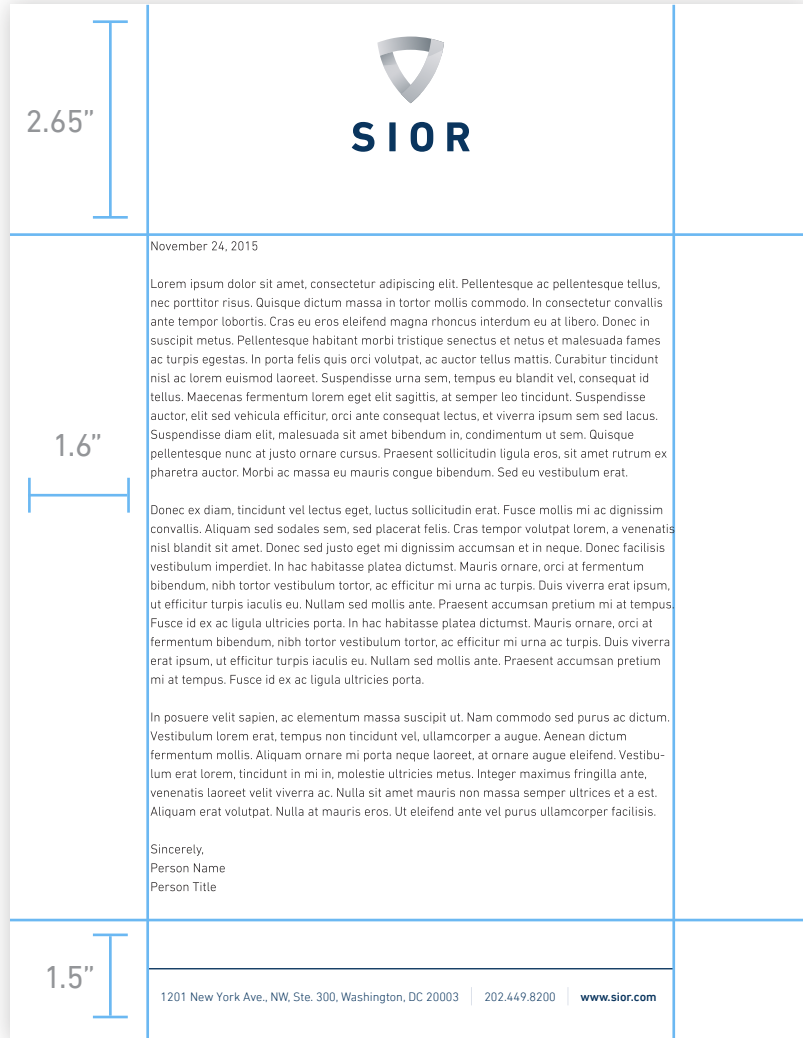 2.65”
SIOR
November 24, 2015
Lorem ipsum dolor sit amet, consectetur adipiscing elit. Pellentesque ac pellentesque tellus,
nec porttitor risus. Quisque dictum massa in tortor mollis commodo. In consectetur convallis
ante tempor lobortis. Cras eu eros eleifend magna rhoncus interdum eu at libero. Donec in
suscipit metus. Pellentesque habitant morbi tristique senectus et netus et malesuada fames
ac turpis egestas. In porta felis quis orci volutpat, ac auctor tellus mattis. Curabitur tincidunt
nisl ac lorem euismod laoreet. Suspendisse urna sem, tempus eu blandit vel, consequat id
tellus. Maecenas fermentum lorem eget elit sagittis, at semper leo tincidunt. Suspendisse
auctor, elit sed vehicula efficitur, orci ante consequat lectus, et viverra ipsum sem sed lacus.
Suspendisse diam elit, malesuada sit amet bibendum in, condimentum ut sem. Quisque
pellentesque nunc at justo ornare cursus. Praesent sollicitudin ligula eros, sit amet rutrum ex
pharetra auctor. Morbi ac massa eu mauris congue bibendum. Sed eu vestibulum erat.
1.6”
Donec ex diam, tincidunt vel lectus eget, luctus sollicitudin erat. Fusce mollis mi ac dignissim
convallis. Aliquam sed sodales sem, sed placerat felis. Cras tempor volutpat lorem, a venenatis
nisl blandit sit amet. Donec sed justo eget mi dignissim accumsan et in neque. Donec facilisis
vestibulum imperdiet. In hac habitasse platea dictumst. Mauris ornare, orci at fermentum
bibendum, nibh tortor vestibulum tortor, ac efficitur mi urna ac turpis. Duis viverra erat ipsum,
ut efficitur turpis iaculis eu. Nullam sed mollis ante. Praesent accumsan pretium mi at tempus.
Fusce id ex ac ligula ultricies porta. In hac habitasse platea dictumst. Mauris ornare, orci at
fermentum bibendum, nibh tortor vestibulum tortor, ac efficitur mi urna ac turpis. Duis viverra
erat ipsum, ut efficitur turpis iaculis eu. Nullam sed mollis ante. Praesent accumsan pretium
mi at tempus. Fusce id ex ac ligula ultricies porta.
In posuere velit sapien, ac elementum massa suscipit ut. Nam commodo sed purus ac dictum.
Vestibulum lorem erat, tempus non tincidunt vel, ullamcorper a augue. Aenean dictum
fermentum mollis. Aliquam ornare mi porta neque laoreet, at ornare augue eleifend. Vestibu-
lum erat lorem, tincidunt in mi in, molestie ultricies metus. Integer maximus fringilla ante,
venenatis laoreet velit viverra ac. Nulla sit amet mauris non massa semper ultrices et a est.
Aliquam erat volutpat. Nulla at mauris eros. Ut eleifend ante vel purus ullamcorper facilisis.
Sincerely,
Person Name
Person Title
1.5”
1201 New York Ave., NW, Ste. 300, Washington, DC 20003 202.449.8200 www.sior.com